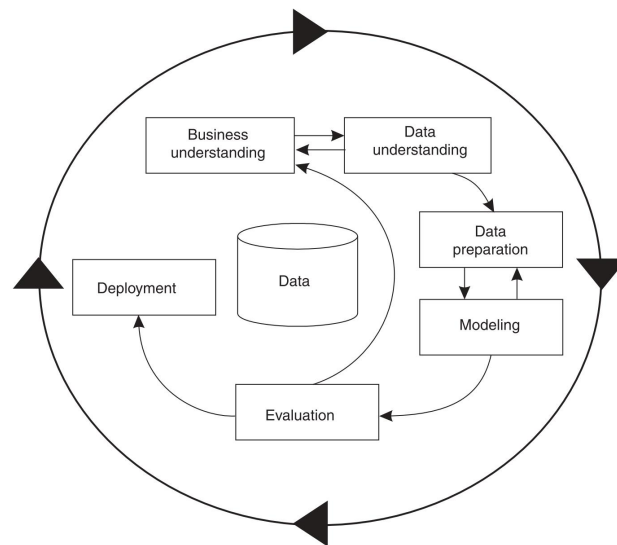 Business
understanding
Data
understanding
Data
preparation
Modeling
Evaluation
Deployment
Data